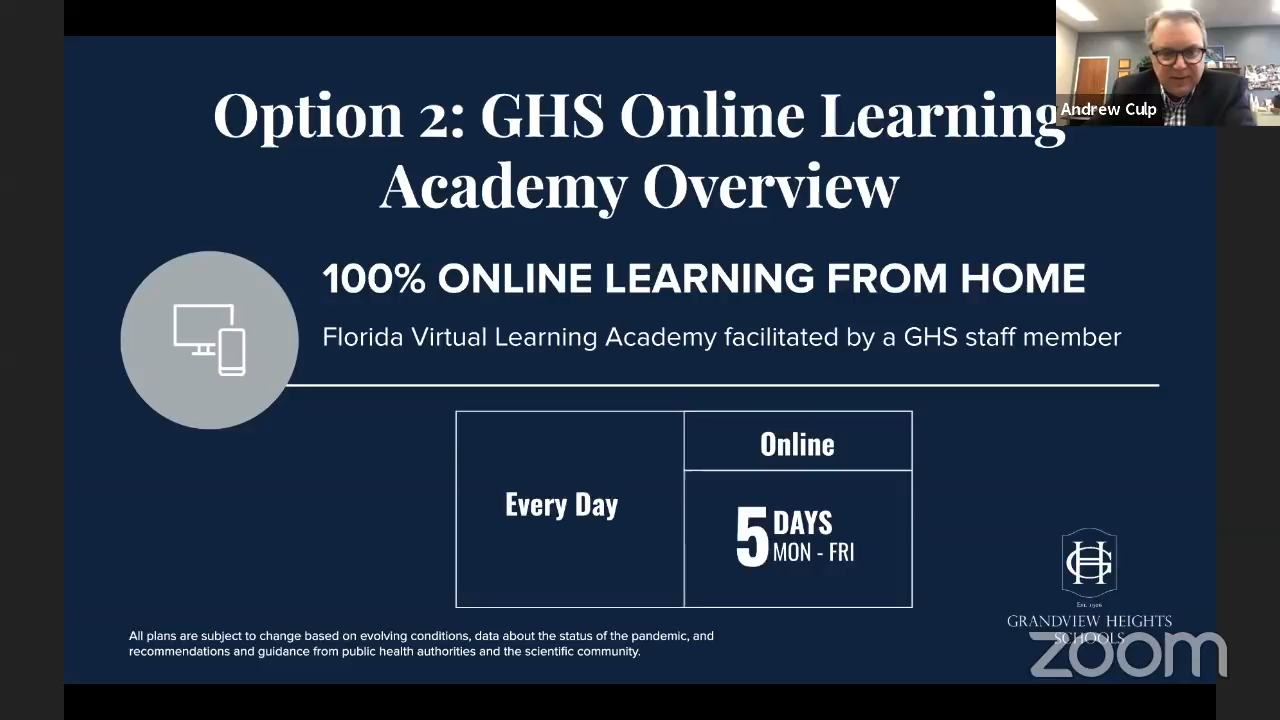 Andrew Culp
Option 2: GHS Online Learning
Academy Overview
100% ONLINE LEARNING FROM HOME
Florida Virtual Learning Academy facilitated by a GHS staff member
Online
Every Day
5 DAYS
MON - FRI
GH
EST. 1906
GRANDVIEW HEIGHTS
SCHOOLS
zoom
All plans are subject to change based on evolving conditions, data about the status of the pandemic, and
recommendations and guidance from public health authorities and the scientific community.